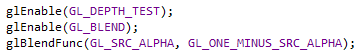 glEnable(GL_DEPTH_TEST);
glEnable(GL_BLEND);
glBlendFunc(GL_SRC_ALPHA, GL_ONE_MINUS_SRC_ALPHA);